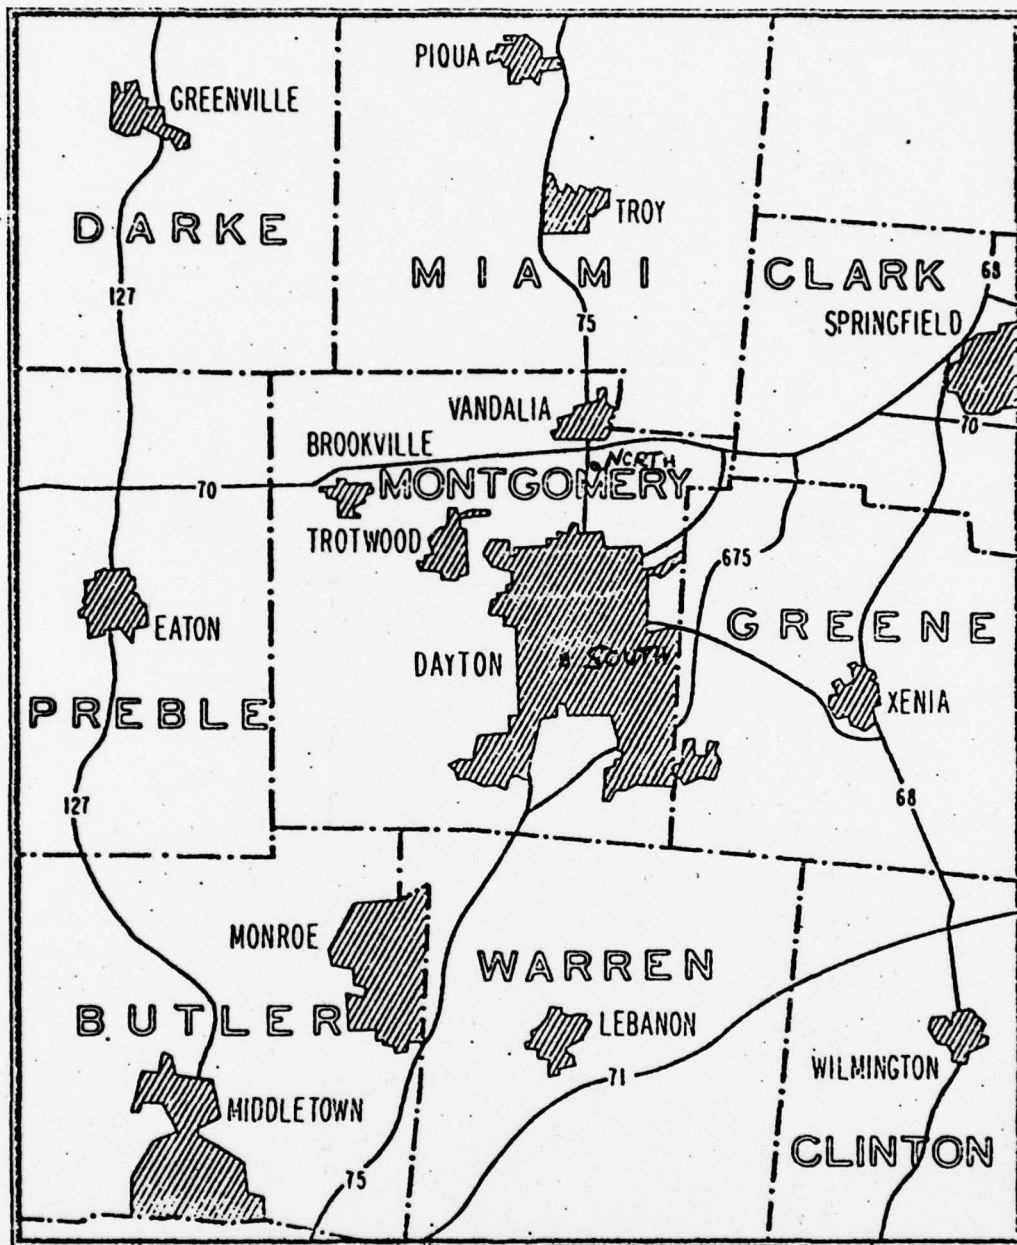 PIQUA
GREENVILLE
TROY
DARKE
MIAMI
CLARK
68
127
75
SPRINGFIELD
VANDALIA
BROOKVILLE
70
NORTH
70
MONTGOMERY
TROTWOOD
675
EATON
GREENE
DAYTON
SOUTH
XENIA
PREBLE
127
68
MONROE
WARREN
BUTLER
LEBANON
WILMINGTON
71
MIDDLETOWN
CLINTON
75